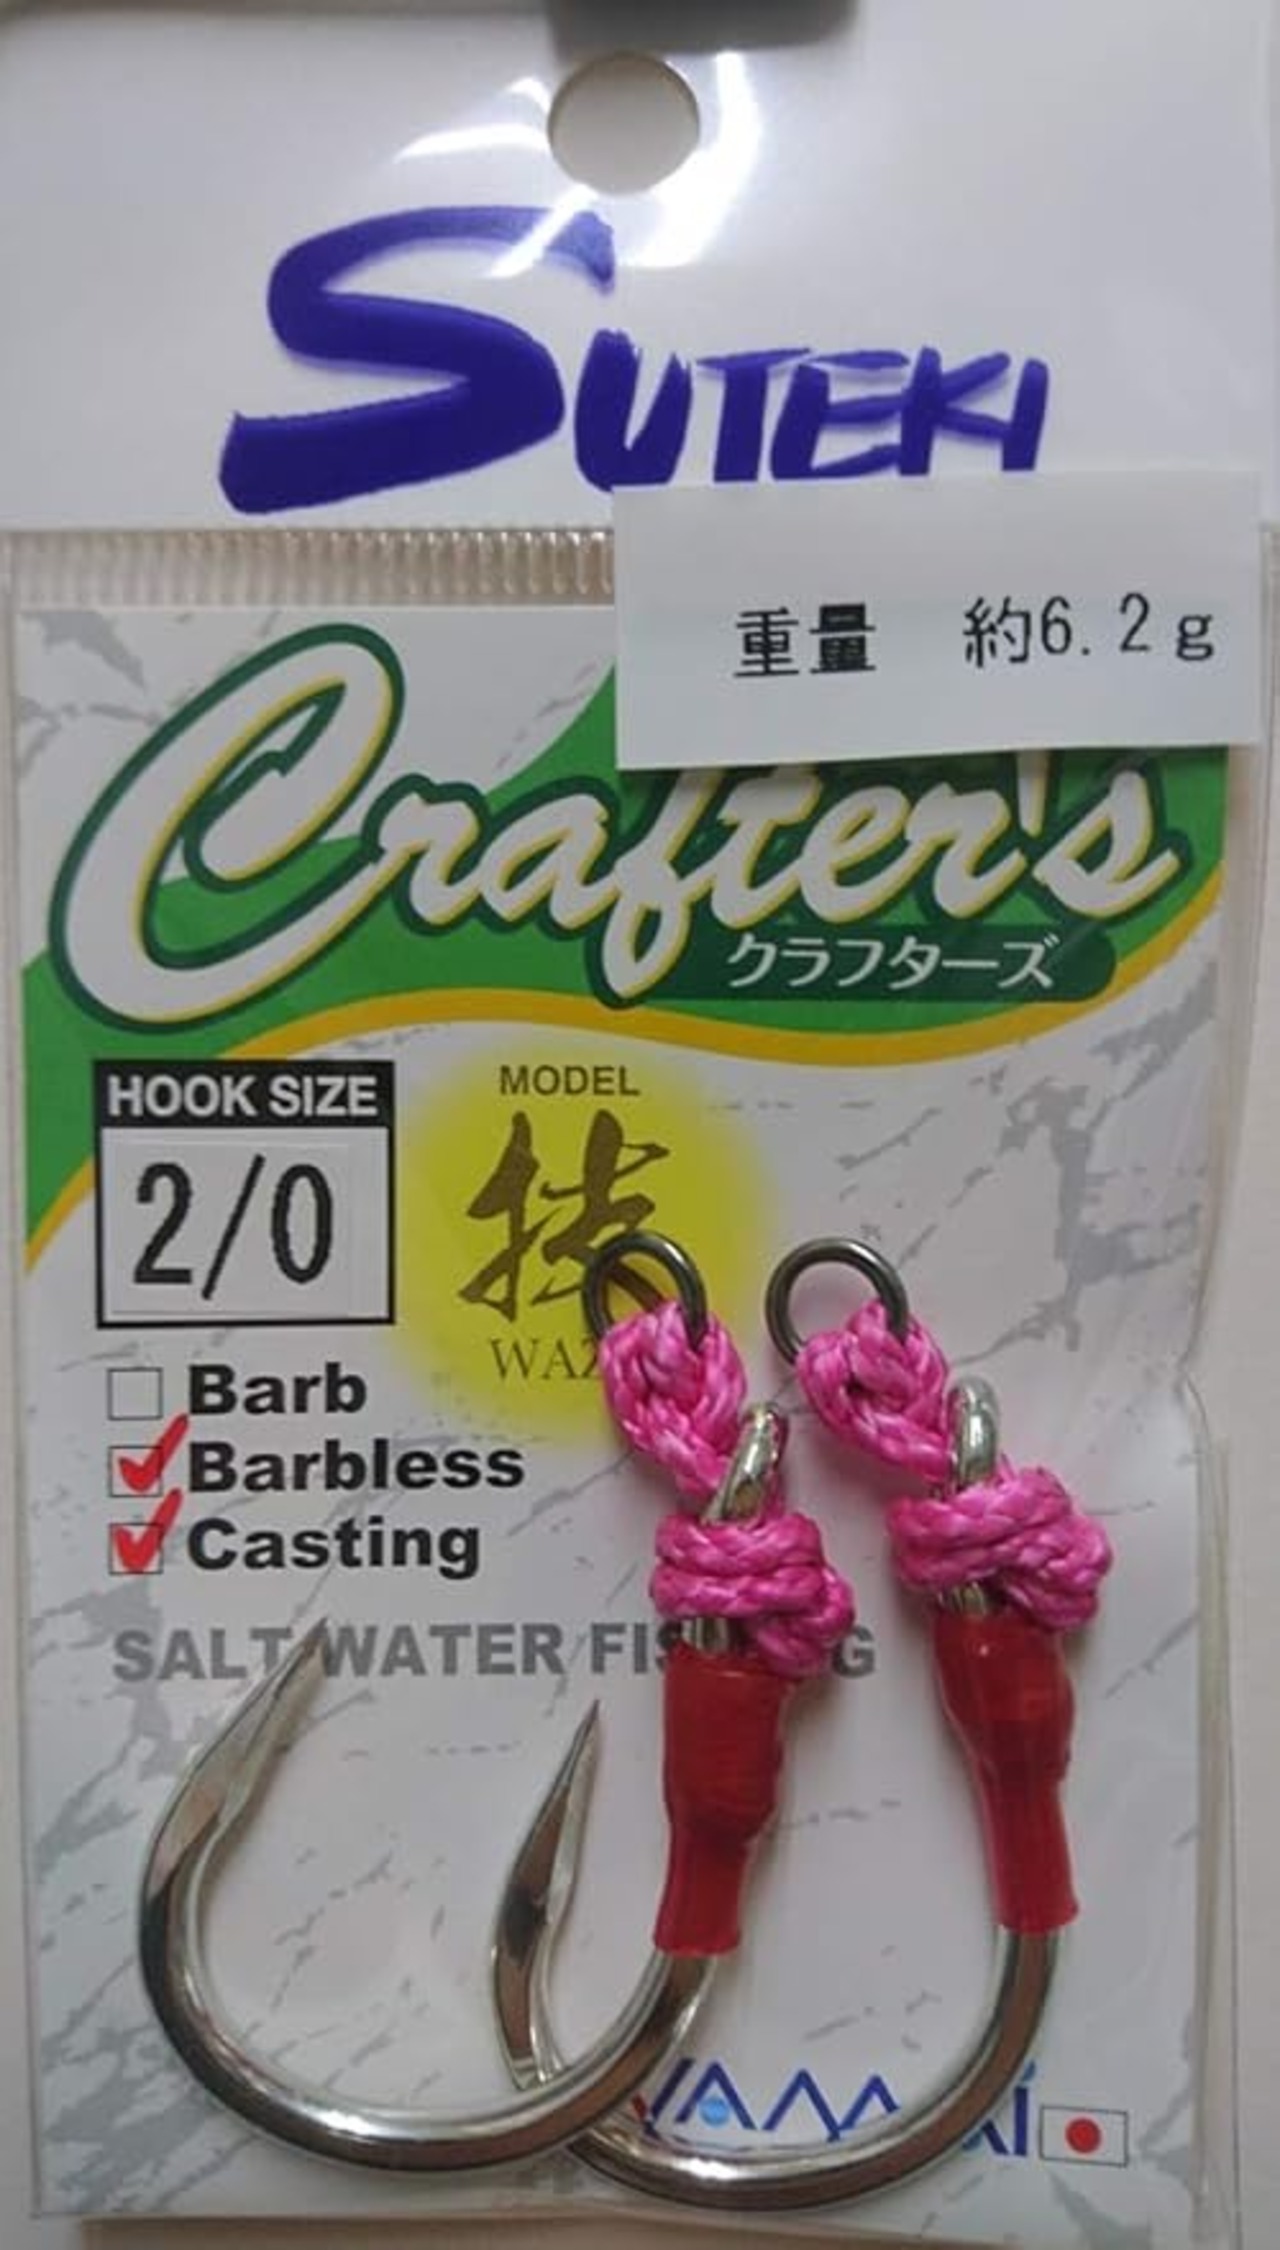 SUTEKI
重量 約6.2g
Crafter's
クラフターズ
HOOK SIZE
2/0
MODEL
技
Barb
Barbless
Casting
SALT WATER